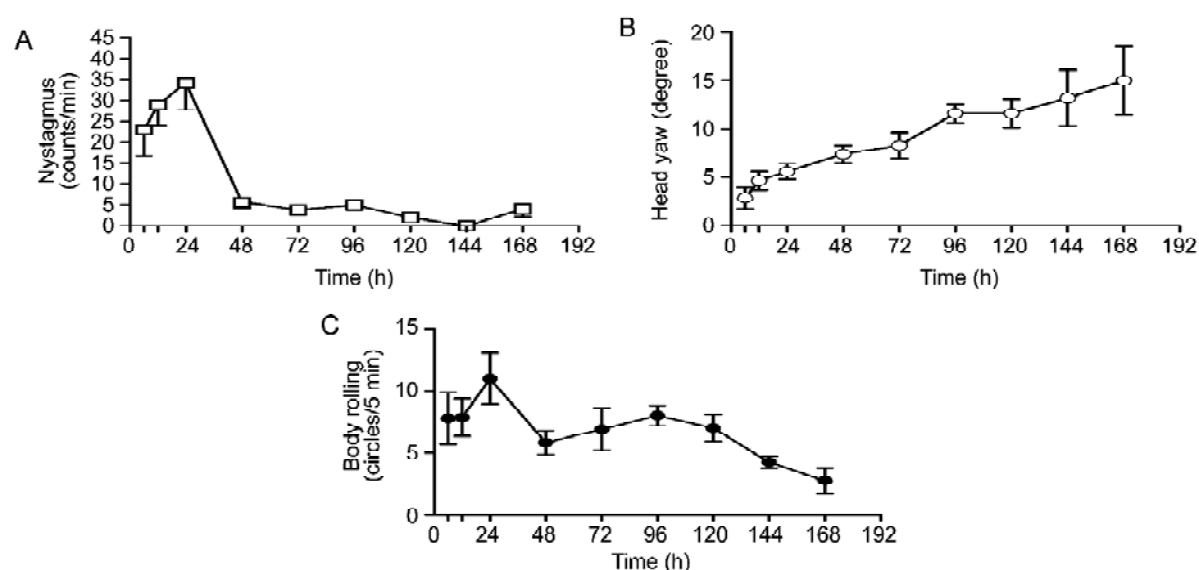 A
Nystagmus
(counts/min)
45
40
35
30
25
20
15
10
5
0
0 24 48 72 96 120 144 168 192
Time (h)
B
Head yaw (degree)
20
15
10
5
0
0 24 48 72 96 120 144 168 192
Time (h)
C
Body rolling
(circles/5 min)
15
10
5
0
0 24 48 72 96 120 144 168 192
Time (h)